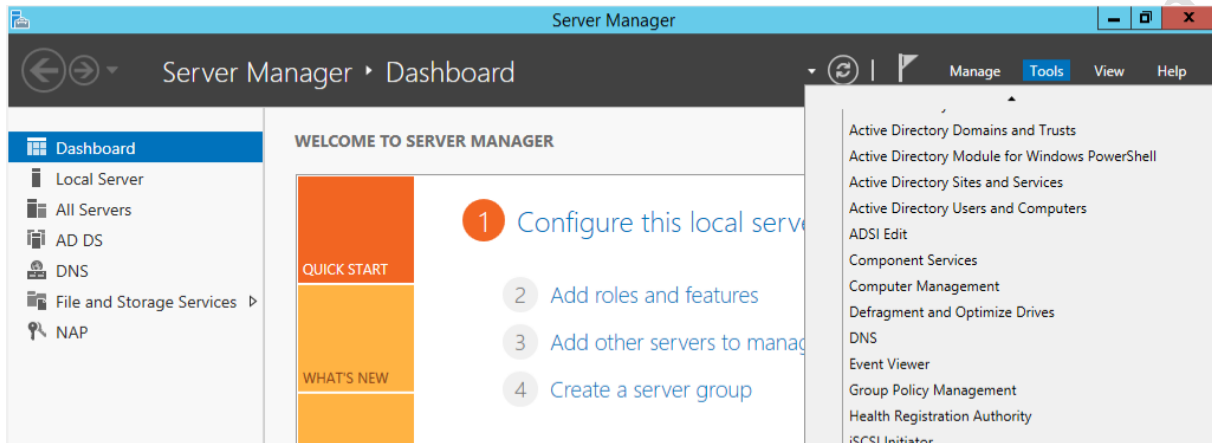 Server Manager
Server Manager • Dashboard
Manage Tools View Help
Dashboard
Local Server
All Servers
AD DS
DNS
File and Storage Services
NAP
WELCOME TO SERVER MANAGER
QUICK START
WHAT'S NEW
1 Configure this local serve
2 Add roles and features
3 Add other servers to manag
4 Create a server group
Active Directory Domains and Trusts
Active Directory Module for Windows PowerShell
Active Directory Sites and Services
Active Directory Users and Computers
ADSI Edit
Component Services
Computer Management
Defragment and Optimize Drives
DNS
Event Viewer
Group Policy Management
Health Registration Authority
iSCSI Initiator